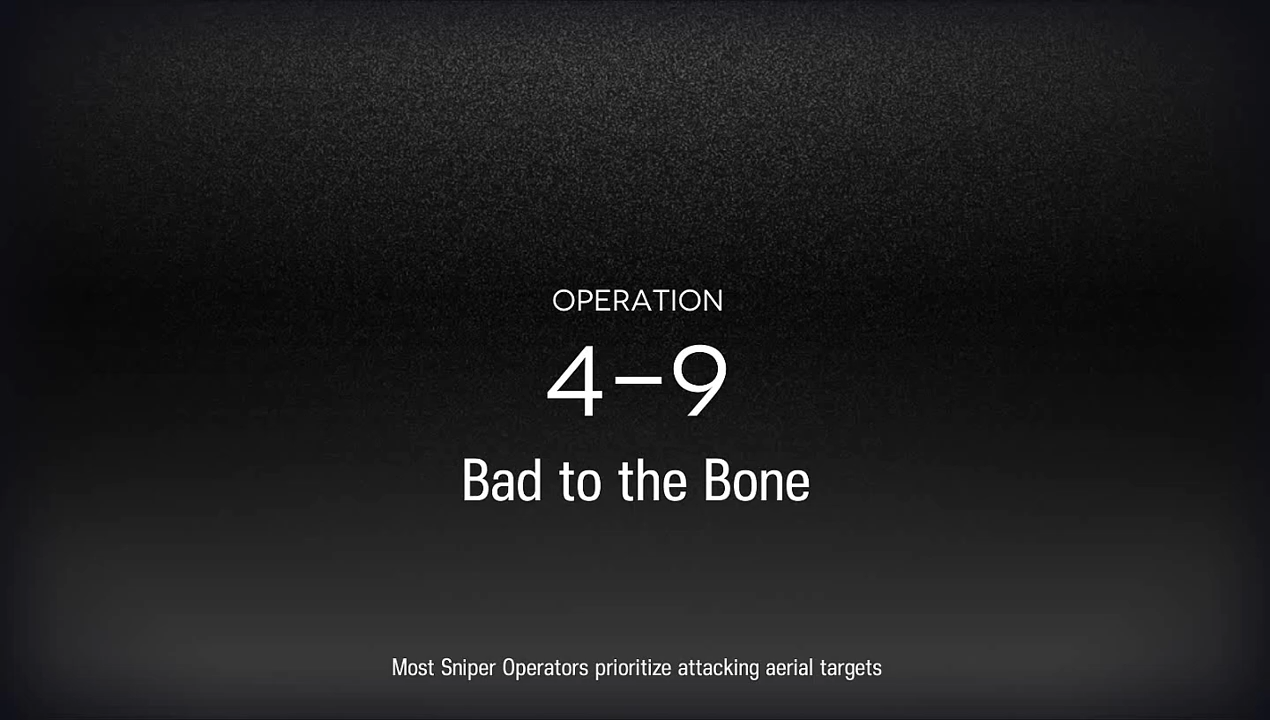 OPERATION
4-9
Bad to the Bone
Most Sniper Operators prioritize attacking aerial targets